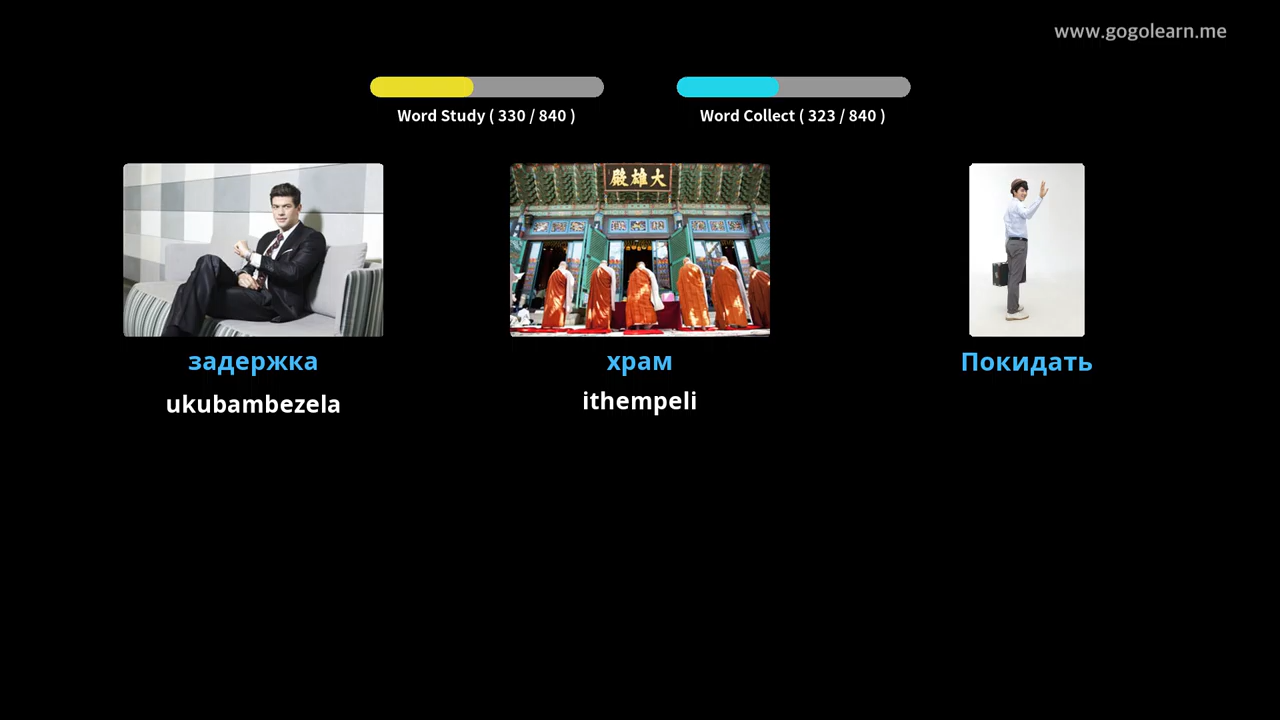 www.gogolearn.me
Word Study ( 330 / 840 )
Word Collect ( 323 / 840 )
大雄殿
задержка
храм
Покидать
ukubambezela
ithempeli